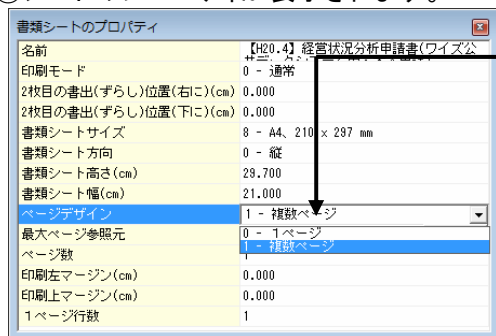 書類シートのプロパティ
名前 【H20.4】経営状況分析申請書(ワイズ公
印刷モード 0 - 通常
2枚目の書出(ずらし)位置(右に)(cm) 0.000
2枚目の書出(ずらし)位置(下に)(cm) 0.000
書類シートサイズ 8 - A4、210 x 297 mm
書類シート方向 0 - 縦
書類シート高さ(cm) 29.700
書類シート幅(cm) 21.000
ページデザイン 1 - 複数ページ
最大ページ参照元 0 - 1ページ
1 - 複数ページ
ページ数
印刷左マージン(cm) 0.000
印刷上マージン(cm) 0.000
1ページ行数 1